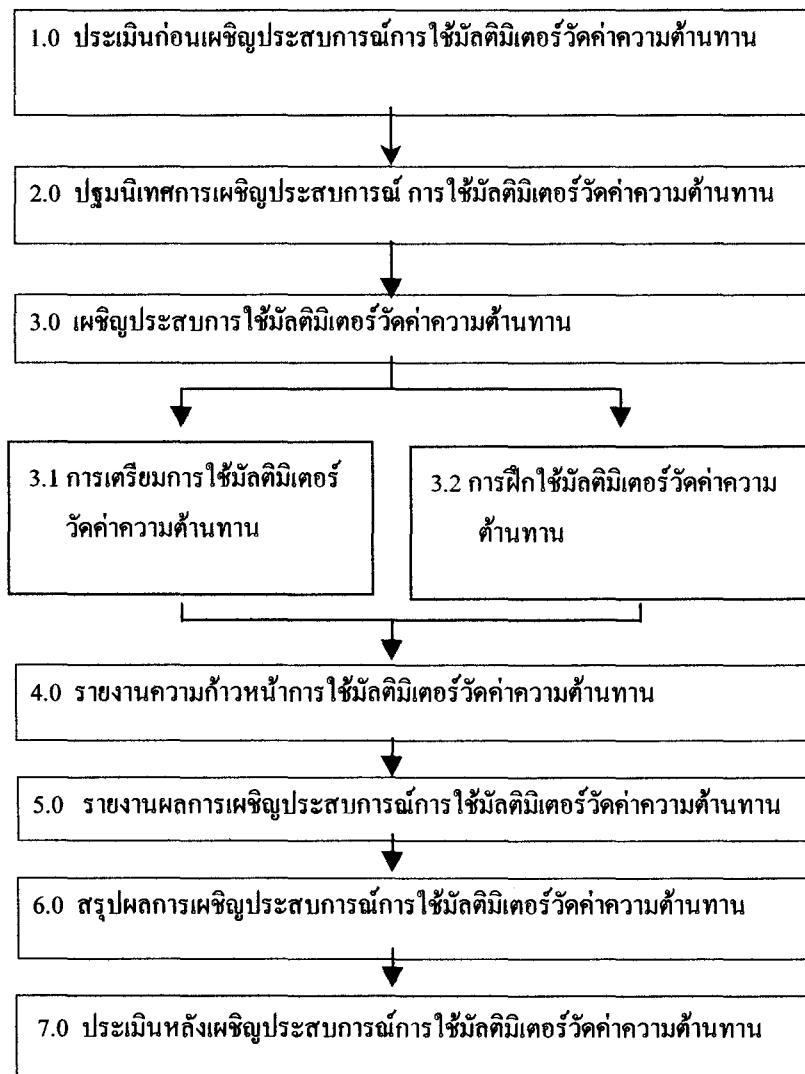 1.0 ประเมินก่อนเผชิญประสบการณ์การใช้มัลติมิเตอร์วัดค่าความต้านทาน
2.0 ปฐมนิเทศการเผชิญประสบการณ์ การใช้มัลติมิเตอร์วัดค่าความต้านทาน
3.0 เผชิญประสบการใช้มัลติมิเตอร์วัดค่าความต้านทาน
3.1 การเตรียมการใช้มัลติมิเตอร์
วัดค่าความต้านทาน
3.2 การฝึกใช้มัลติมิเตอร์วัดค่าความ
ต้านทาน
4.0 รายงานความก้าวหน้าการใช้มัลติมิเตอร์วัดค่าความต้านทาน
5.0 รายงานผลการเผชิญประสบการณ์การใช้มัลติมิเตอร์วัดค่าความต้านทาน
6.0 สรุปผลการเผชิญประสบการณ์การใช้มัลติมิเตอร์วัดค่าความต้านทาน
7.0 ประเมินหลังเผชิญประสบการณ์การใช้มัลติมิเตอร์วัดค่าความต้านทาน